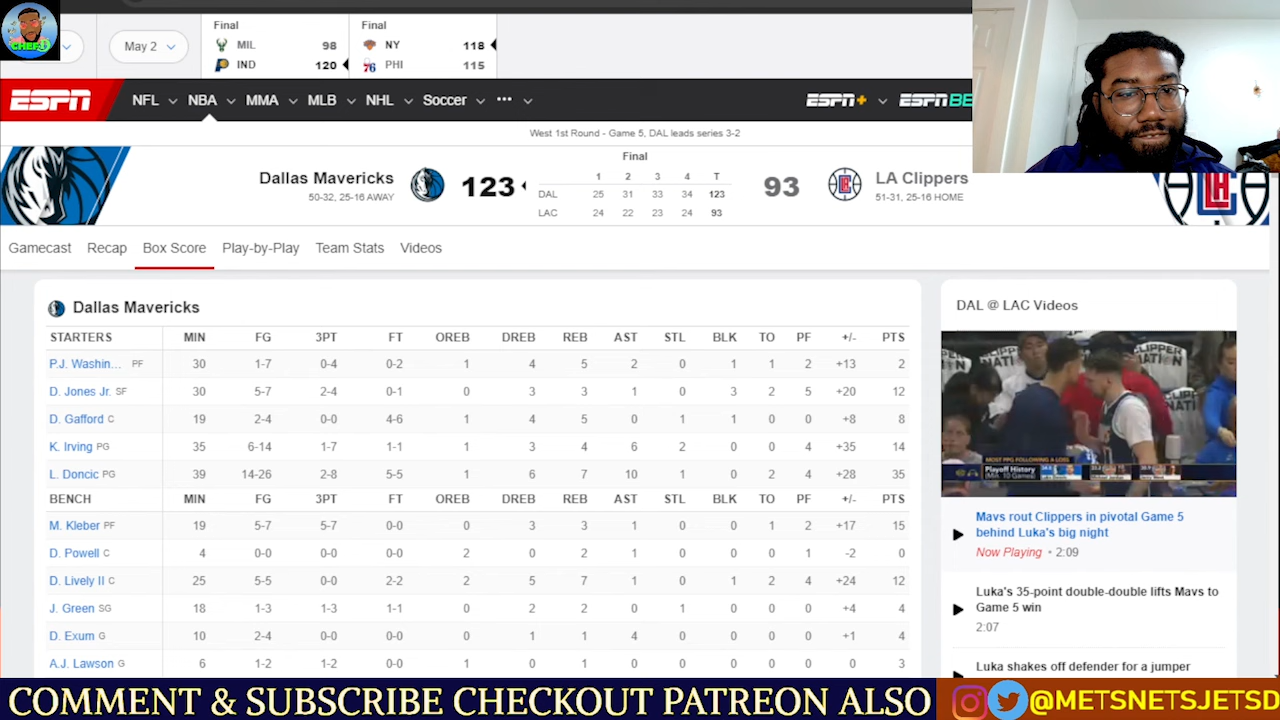 CHEF J
May 2
Final
MIL 98
IND 120
Final
NY 118
PHI 115
ESPN NFL NBA MMA MLB NHL Soccer ••• ESPN+ ESPN BE
West 1st Round - Game 5, DAL leads series 3-2
Dallas Mavericks
50-32, 25-16 AWAY
123
Final
1 2 3 4 T
DAL 25 31 33 34 123
LAC 24 22 23 24 93
93
LA Clippers
51-31, 25-16 HOME
Gamecast Recap Box Score Play-by-Play Team Stats Videos
Dallas Mavericks
STARTERS MIN FG 3PT FT OREB DREB REB AST STL BLK TO PF +/- PTS
P.J. Washin... PF 30 1-7 0-4 0-2 1 4 5 2 0 1 1 2 +13 2
D. Jones Jr. SF 30 5-7 2-4 0-1 0 3 3 1 0 3 2 5 +20 12
D. Gafford C 19 2-4 0-0 4-6 1 4 5 0 1 1 0 0 +8 8
K. Irving PG 35 6-14 1-7 1-1 1 3 4 6 2 0 0 4 +35 14
L. Doncic PG 39 14-26 2-8 5-5 1 6 7 10 1 0 2 4 +28 35
BENCH MIN FG 3PT FT OREB DREB REB AST STL BLK TO PF +/- PTS
M. Kleber PF 19 5-7 5-7 0-0 0 3 3 1 0 0 1 2 +17 15
D. Powell C 4 0-0 0-0 0-0 2 0 2 1 0 0 0 1 -2 0
D. Lively II C 25 5-5 0-0 2-2 2 5 7 1 0 1 2 4 +24 12
J. Green SG 18 1-3 1-3 1-1 0 2 2 0 1 0 0 0 +4 4
D. Exum G 10 2-4 0-0 0-0 0 1 1 4 0 0 0 0 +1 4
A.J. Lawson G 6 1-2 1-2 0-0 1 0 1 0 0 0 0 0 0 3
DAL @ LAC Videos
CLIPPER NATION
MOST PPG FOLLOWING A LOSS
Playoff History
(MIN. 10 Games)
Mavs rout Clippers in pivotal Game 5
behind Luka's big night
Now Playing • 2:09
Luka's 35-point double-double lifts Mavs to
Game 5 win
2:07
Luka shakes off defender for a jumper
COMMENT & SUBSCRIBE CHECKOUT PATREON ALSO
@METSNETSJETSD